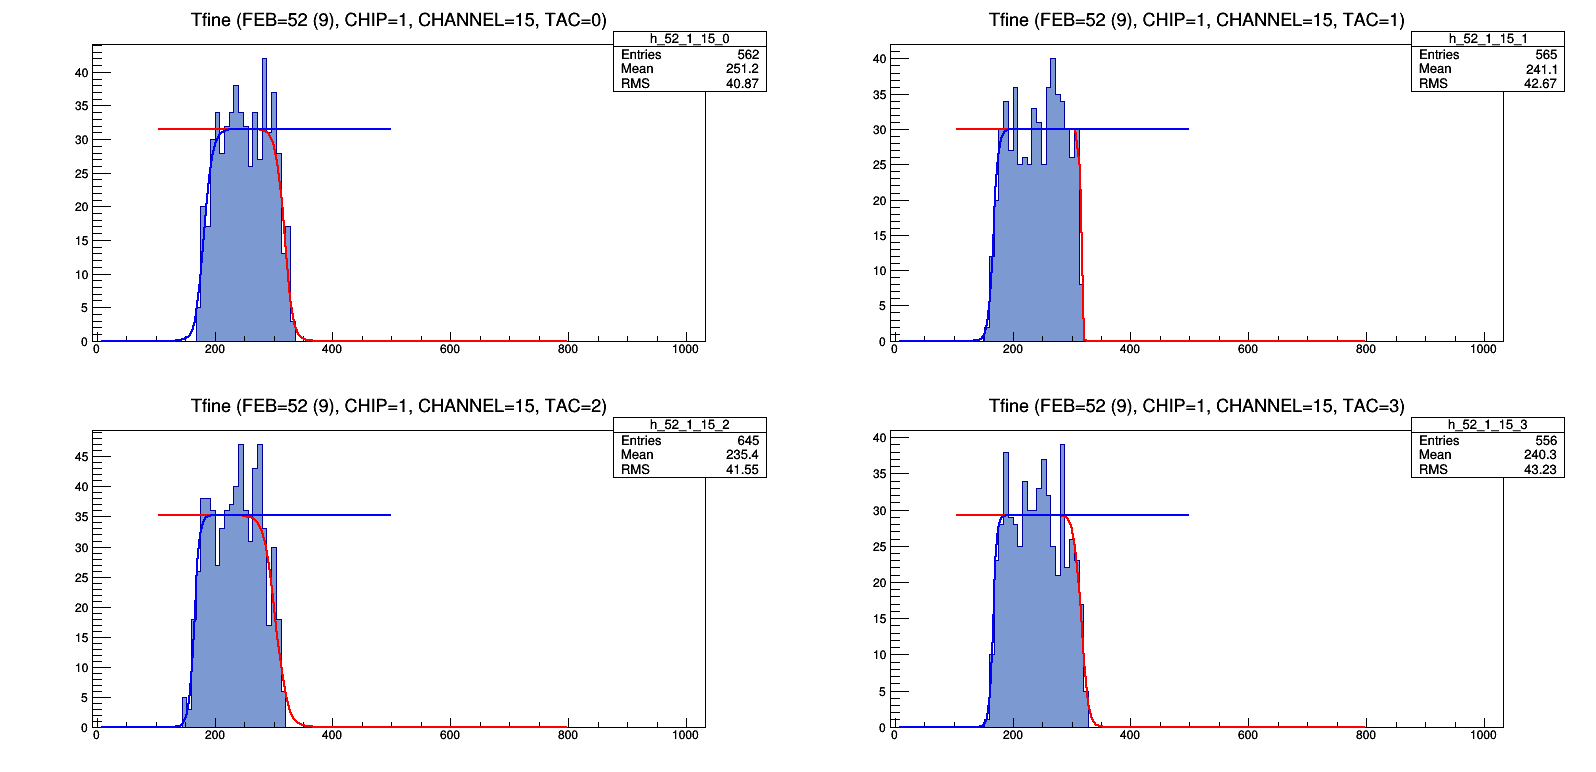 Tfine (FEB=52 (9), CHIP=1, CHANNEL=15, TAC=0)
h_52_1_15_0
Entries 562
Mean 251.2
RMS 40.87
40
35
30
25
20
15
10
5
0
0 200 400 600 800 1000
Tfine (FEB=52 (9), CHIP=1, CHANNEL=15, TAC=1)
h_52_1_15_1
Entries 565
Mean 241.1
RMS 42.67
40
35
30
25
20
15
10
5
0
0 200 400 600 800 1000
Tfine (FEB=52 (9), CHIP=1, CHANNEL=15, TAC=2)
h_52_1_15_2
Entries 645
Mean 235.4
RMS 41.55
45
40
35
30
25
20
15
10
5
0
0 200 400 600 800 1000
Tfine (FEB=52 (9), CHIP=1, CHANNEL=15, TAC=3)
h_52_1_15_3
Entries 556
Mean 240.3
RMS 43.23
40
35
30
25
20
15
10
5
0
0 200 400 600 800 1000